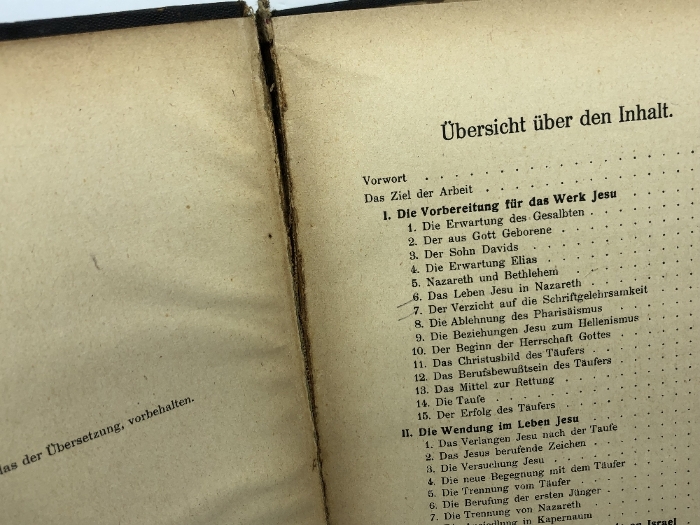 das der Übersetzung, vorbehalten.
Übersicht über den Inhalt.
Vorwort
Das Ziel der Arbeit
I. Die Vorbereitung für das Werk Jesu
1. Die Erwartung des Gesalbten
2. Der aus Gott Geborene
3. Der Sohn Davids
4. Die Erwartung Elias
5. Nazareth und Bethlehem
6. Das Leben Jesu in Nazareth
7. Der Verzicht auf die Schriftgelehrsamkeit
8. Die Ablehnung des Pharisäismus
9. Die Beziehungen Jesu zum Hellenismus
10. Der Beginn der Herrschaft Gottes
11. Das Christusbild des Täufers
12. Das Berufsbewußtsein des Täufers
13. Das Mittel zur Rettung
14. Die Taufe
15. Der Erfolg des Täufers
II. Die Wendung im Leben Jesu
1. Das Verlangen Jesu nach der Taufe
2. Das Jesus berufende Zeichen
3. Die Versuchung Jesu
4. Die neue Begegnung mit dem Täufer
5. Die Trennung vom Täufer
6. Die Berufung der ersten Jünger
7. Die Trennung von Nazareth
in Kapernaum
an Israel